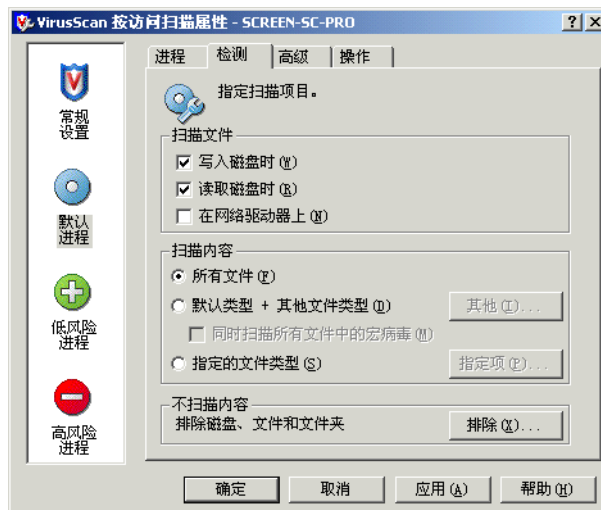 VirusScan 按访问扫描属性 - SCREEN-SC-PRO
进程 检测 高级 操作
常规
设置
默认
进程
低风险
进程
高风险
进程
指定扫描项目。
扫描文件
写入磁盘时(W)
读取磁盘时(R)
在网络驱动器上(N)
扫描内容
所有文件(F)
默认类型 + 其他文件类型(D) 其他(I)...
同时扫描所有文件中的宏病毒(M)
指定的文件类型(S) 指定项(P)...
不扫描内容
排除磁盘、文件和文件夹 排除(X)...
确定 取消 应用(A) 帮助(H)